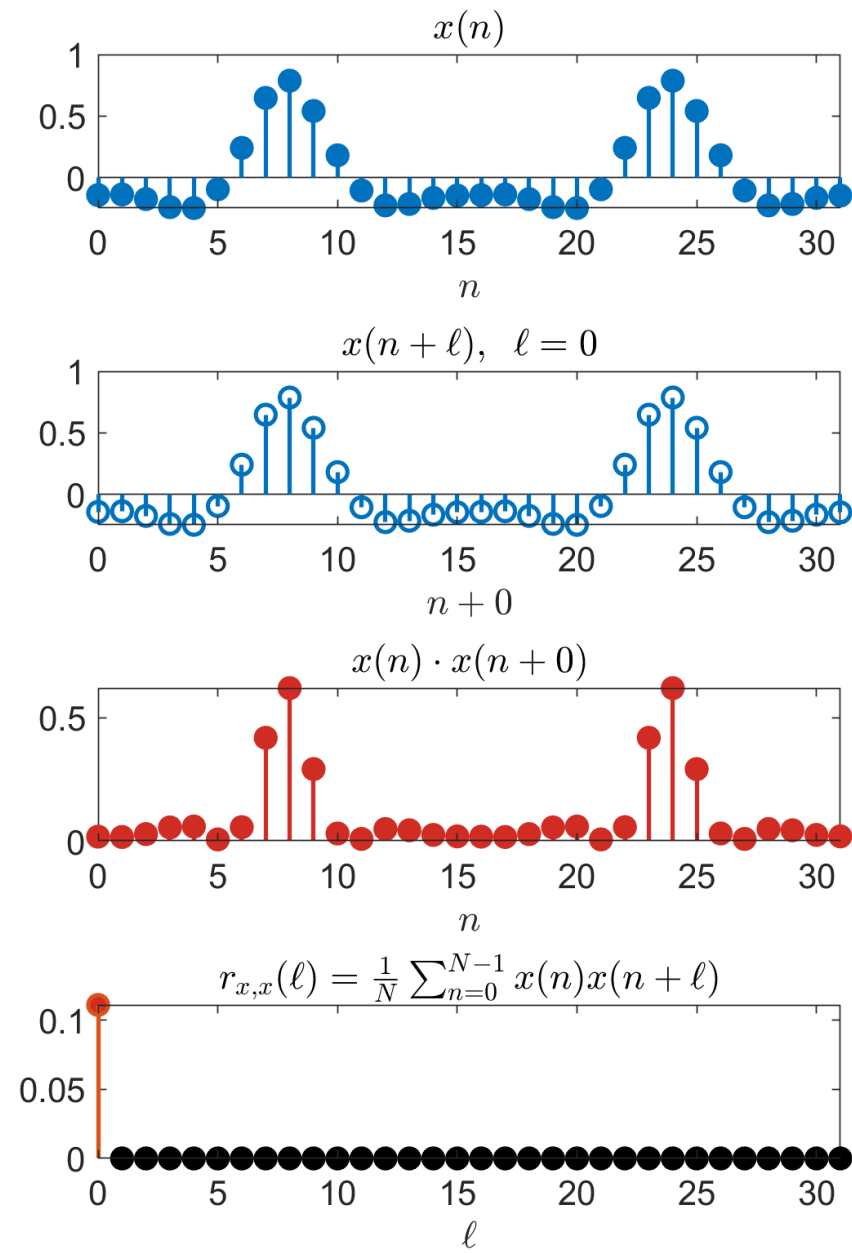 x(n)
1
0.5
0
0 5 10 15 20 25 30
n
x(n + ℓ), ℓ = 0
1
0.5
0
0 5 10 15 20 25 30
n + 0
x(n) · x(n + 0)
0.5
0
0 5 10 15 20 25 30
n
r_{x,x}(ℓ) = \frac{1}{N} \sum_{n=0}^{N-1} x(n)x(n + ℓ)
0.1
0.05
0
0 5 10 15 20 25 30
ℓ